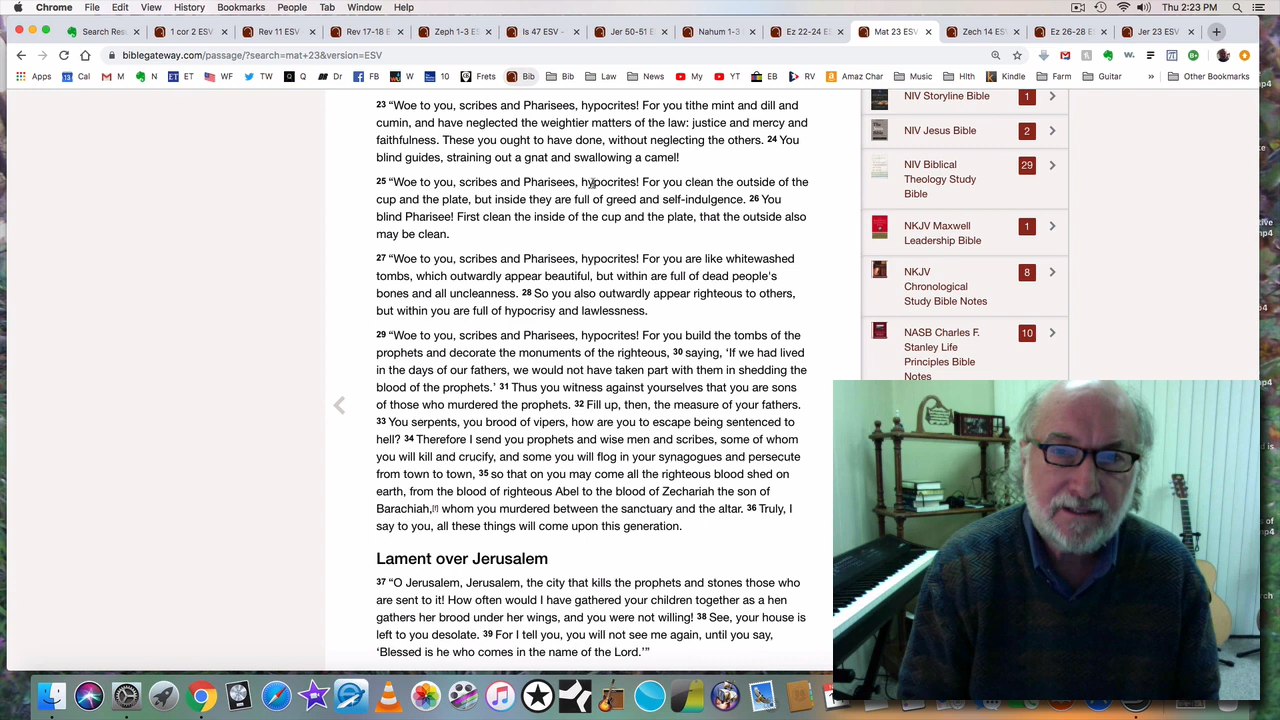 Chrome File Edit View History Bookmarks People Tab Window Help Thu 2:23 PM
Search Res 1 cor 2 ESV Rev 11 ESV Rev 17-18 E Zeph 1-3 E Is 47 ESV - Jer 50-51 E Nahum 1-3 Ez 22-24 ES Mat 23 ESV Zech 14 ES Ez 26-28 E Jer 23 ESV
biblegateway.com/passage/?search=mat+23&version=ESV
Apps Cal M N ET WF TW Q Dr FB W 10 Frets Bib Bib Law News My YT EB RV Amaz Char Music Hlth Kindle Farm Guitar » Other Bookmarks
23 “Woe to you, scribes and Pharisees, hypocrites! For you tithe mint and dill and
cumin, and have neglected the weightier matters of the law: justice and mercy and
faithfulness. These you ought to have done, without neglecting the others. 24 You
blind guides, straining out a gnat and swallowing a camel!
25 “Woe to you, scribes and Pharisees, hypocrites! For you clean the outside of the
cup and the plate, but inside they are full of greed and self-indulgence. 26 You
blind Pharisee! First clean the inside of the cup and the plate, that the outside also
may be clean.
27 “Woe to you, scribes and Pharisees, hypocrites! For you are like whitewashed
tombs, which outwardly appear beautiful, but within are full of dead people's
bones and all uncleanness. 28 So you also outwardly appear righteous to others,
but within you are full of hypocrisy and lawlessness.
29 “Woe to you, scribes and Pharisees, hypocrites! For you build the tombs of the
prophets and decorate the monuments of the righteous, 30 saying, ‘If we had lived
in the days of our fathers, we would not have taken part with them in shedding the
blood of the prophets.’ 31 Thus you witness against yourselves that you are sons
of those who murdered the prophets. 32 Fill up, then, the measure of your fathers.
33 You serpents, you brood of vipers, how are you to escape being sentenced to
hell? 34 Therefore I send you prophets and wise men and scribes, some of whom
you will kill and crucify, and some you will flog in your synagogues and persecute
from town to town, 35 so that on you may come all the righteous blood shed on
earth, from the blood of righteous Abel to the blood of Zechariah the son of
Barachiah,[f] whom you murdered between the sanctuary and the altar. 36 Truly, I
say to you, all these things will come upon this generation.
Lament over Jerusalem
37 “O Jerusalem, Jerusalem, the city that kills the prophets and stones those who
are sent to it! How often would I have gathered your children together as a hen
gathers her brood under her wings, and you were not willing! 38 See, your house is
left to you desolate. 39 For I tell you, you will not see me again, until you say,
‘Blessed is he who comes in the name of the Lord.’”
NIV Storyline Bible 1
NIV Jesus Bible 2
NIV Biblical 29
Theology Study
Bible
NKJV Maxwell 1
Leadership Bible
NKJV 8
Chronological
Study Bible Notes
NASB Charles F. 10
Stanley Life
Principles Bible
Notes